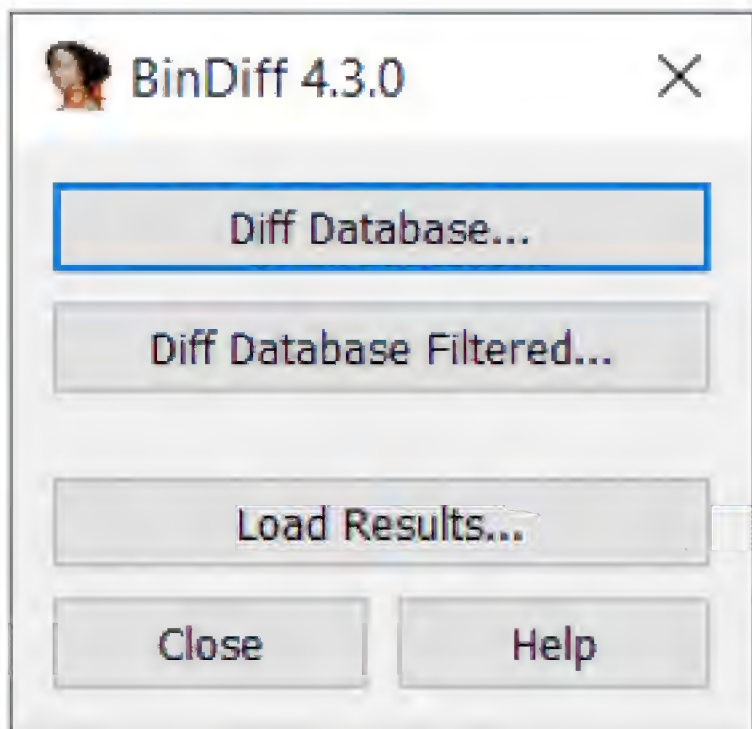 BinDiff 4.3.0
Diff Database...
Diff Database Filtered...
Load Results...
Close Help